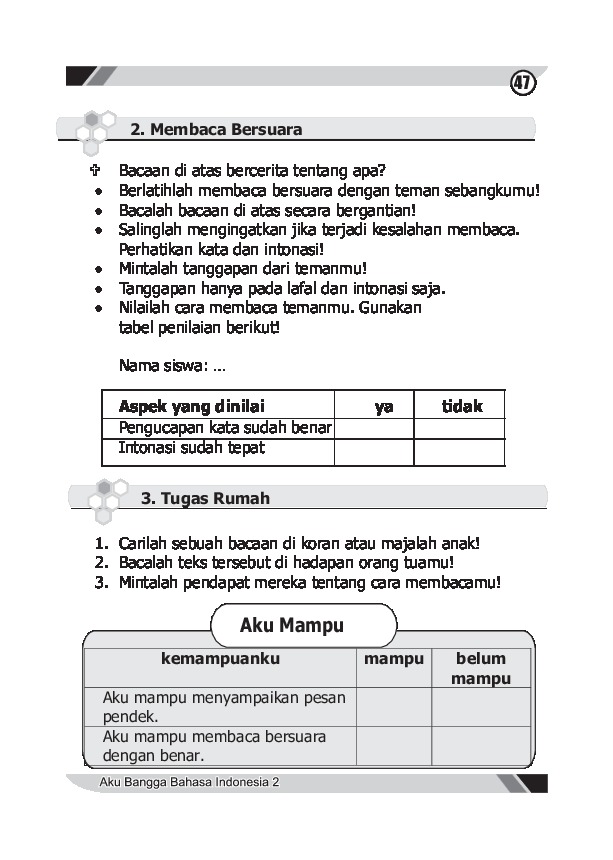 47
2. Membaca Bersuara
✞ Bacaan di atas bercerita tentang apa?
• Berlatihlah membaca bersuara dengan teman sebangkumu!
• Bacalah bacaan di atas secara bergantian!
• Salinglah mengingatkan jika terjadi kesalahan membaca.
Perhatikan kata dan intonasi!
• Mintalah tanggapan dari temanmu!
• Tanggapan hanya pada lafal dan intonasi saja.
• Nilailah cara membaca temanmu. Gunakan
tabel penilaian berikut!
Nama siswa: ...
Aspek yang dinilai ya tidak
Pengucapan kata sudah benar
Intonasi sudah tepat
3. Tugas Rumah
1. Carilah sebuah bacaan di koran atau majalah anak!
2. Bacalah teks tersebut di hadapan orang tuamu!
3. Mintalah pendapat mereka tentang cara membacamu!
Aku Mampu
kemampuanku mampu belum
mampu
Aku mampu menyampaikan pesan
pendek.
Aku mampu membaca bersuara
dengan benar.
Aku Bangga Bahasa Indonesia 2